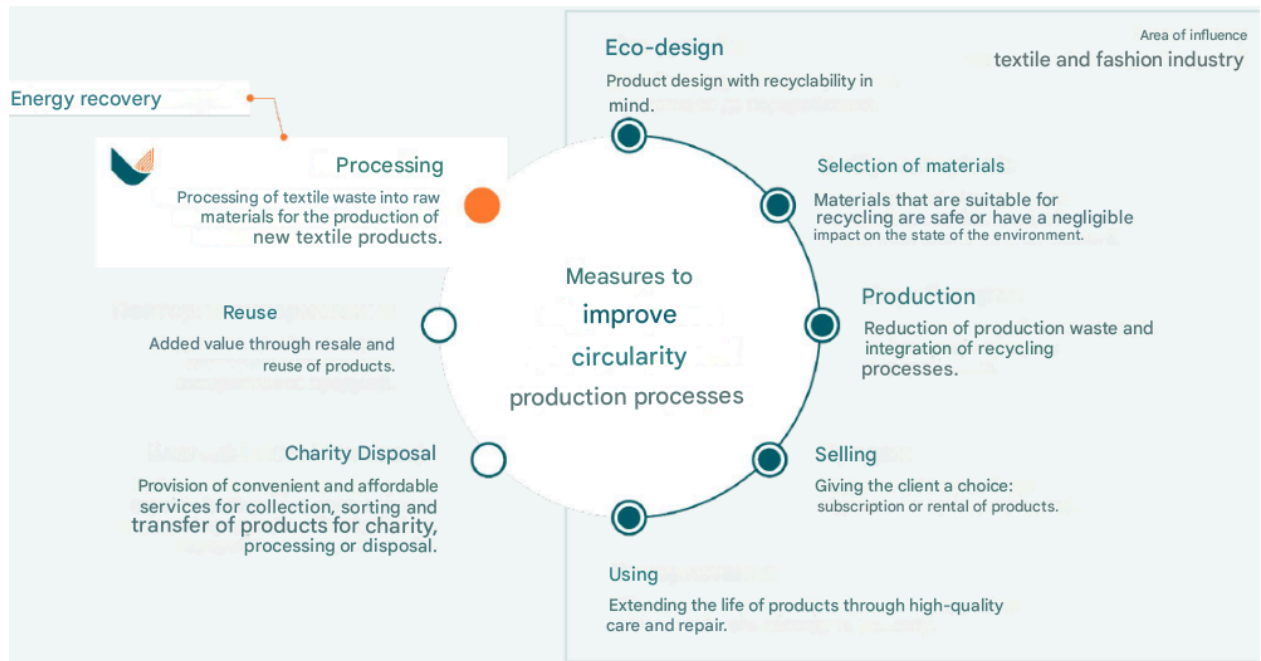 Area of influence
textile and fashion industry
Eco-design
Product design with recyclability in
mind.
Energy recovery
Processing
Processing of textile waste into raw
materials for the production of
new textile products.
Selection of materials
Materials that are suitable for
recycling are safe or have a negligible
impact on the state of the environment.
Measures to
improve
circularity
production processes
Production
Reduction of production waste and
integration of recycling
processes.
Reuse
Added value through resale and
reuse of products.
Charity Disposal
Provision of convenient and affordable
services for collection, sorting and
transfer of products for charity,
processing or disposal.
Selling
Giving the client a choice:
subscription or rental of products.
Using
Extending the life of products through high-quality
care and repair.